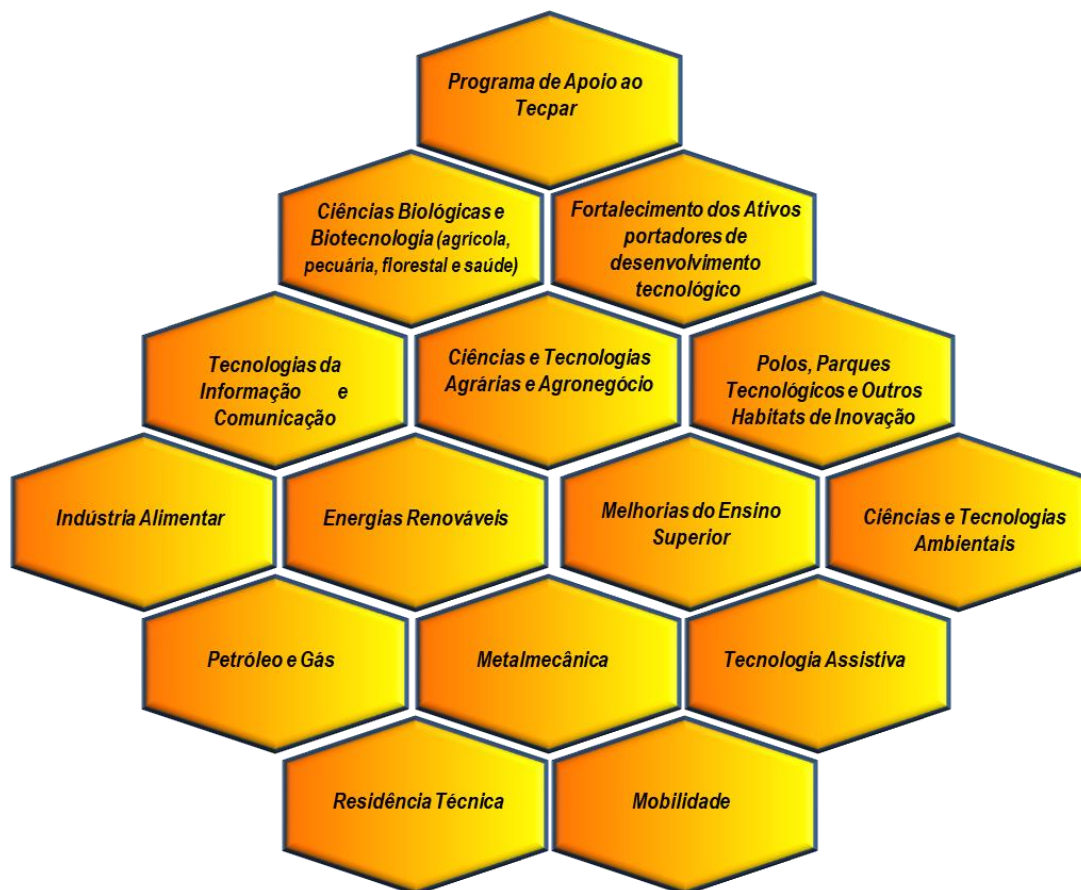 Programa de Apoio ao
Tecpar
Ciências Biológicas e
Biotecnologia (agrícola,
pecuária, florestal e saúde)
Fortalecimento dos Ativos
portadores de
desenvolvimento
tecnológico
Tecnologias da
Informação e
Comunicação
Ciências e Tecnologias
Agrárias e Agronegócio
Polos, Parques
Tecnológicos e Outros
Habitats de Inovação
Indústria Alimentar
Energias Renováveis
Melhorias do Ensino
Superior
Ciências e Tecnologias
Ambientais
Petróleo e Gás
Metalmecânica
Tecnologia Assistiva
Residência Técnica
Mobilidade